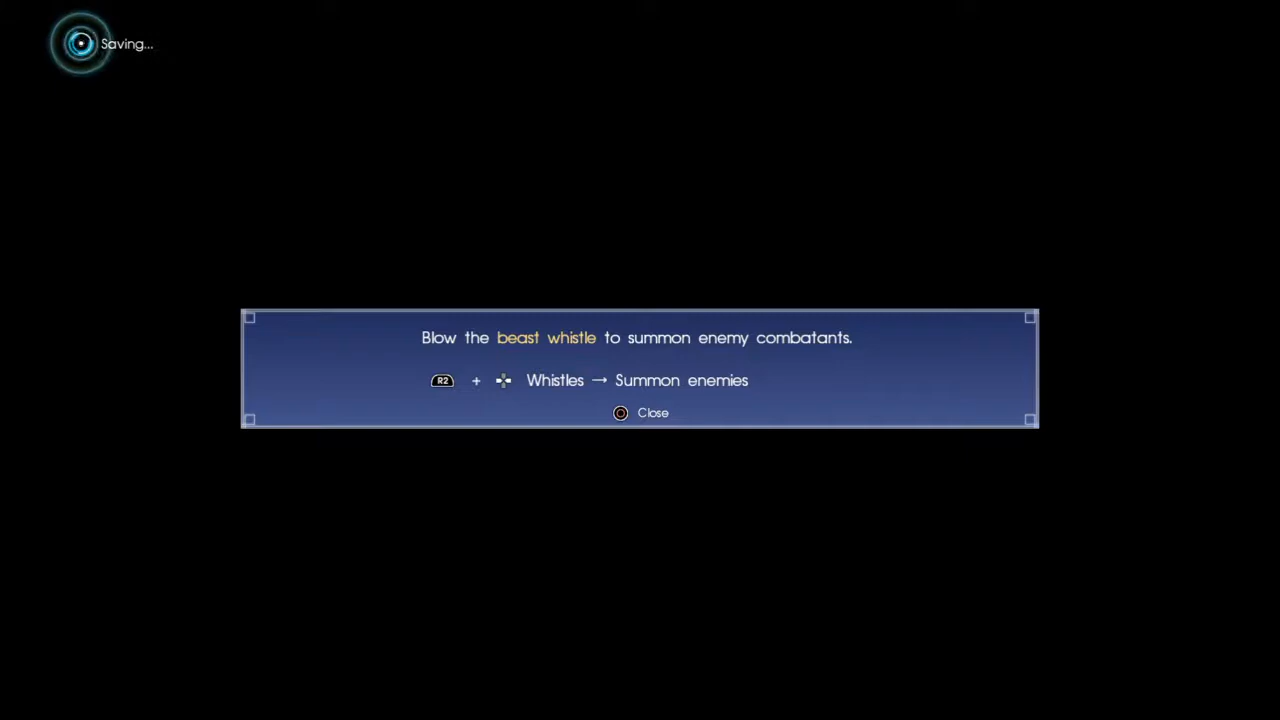 Saving...
Blow the beast whistle to summon enemy combatants.
R2 + Whistles → Summon enemies
Close